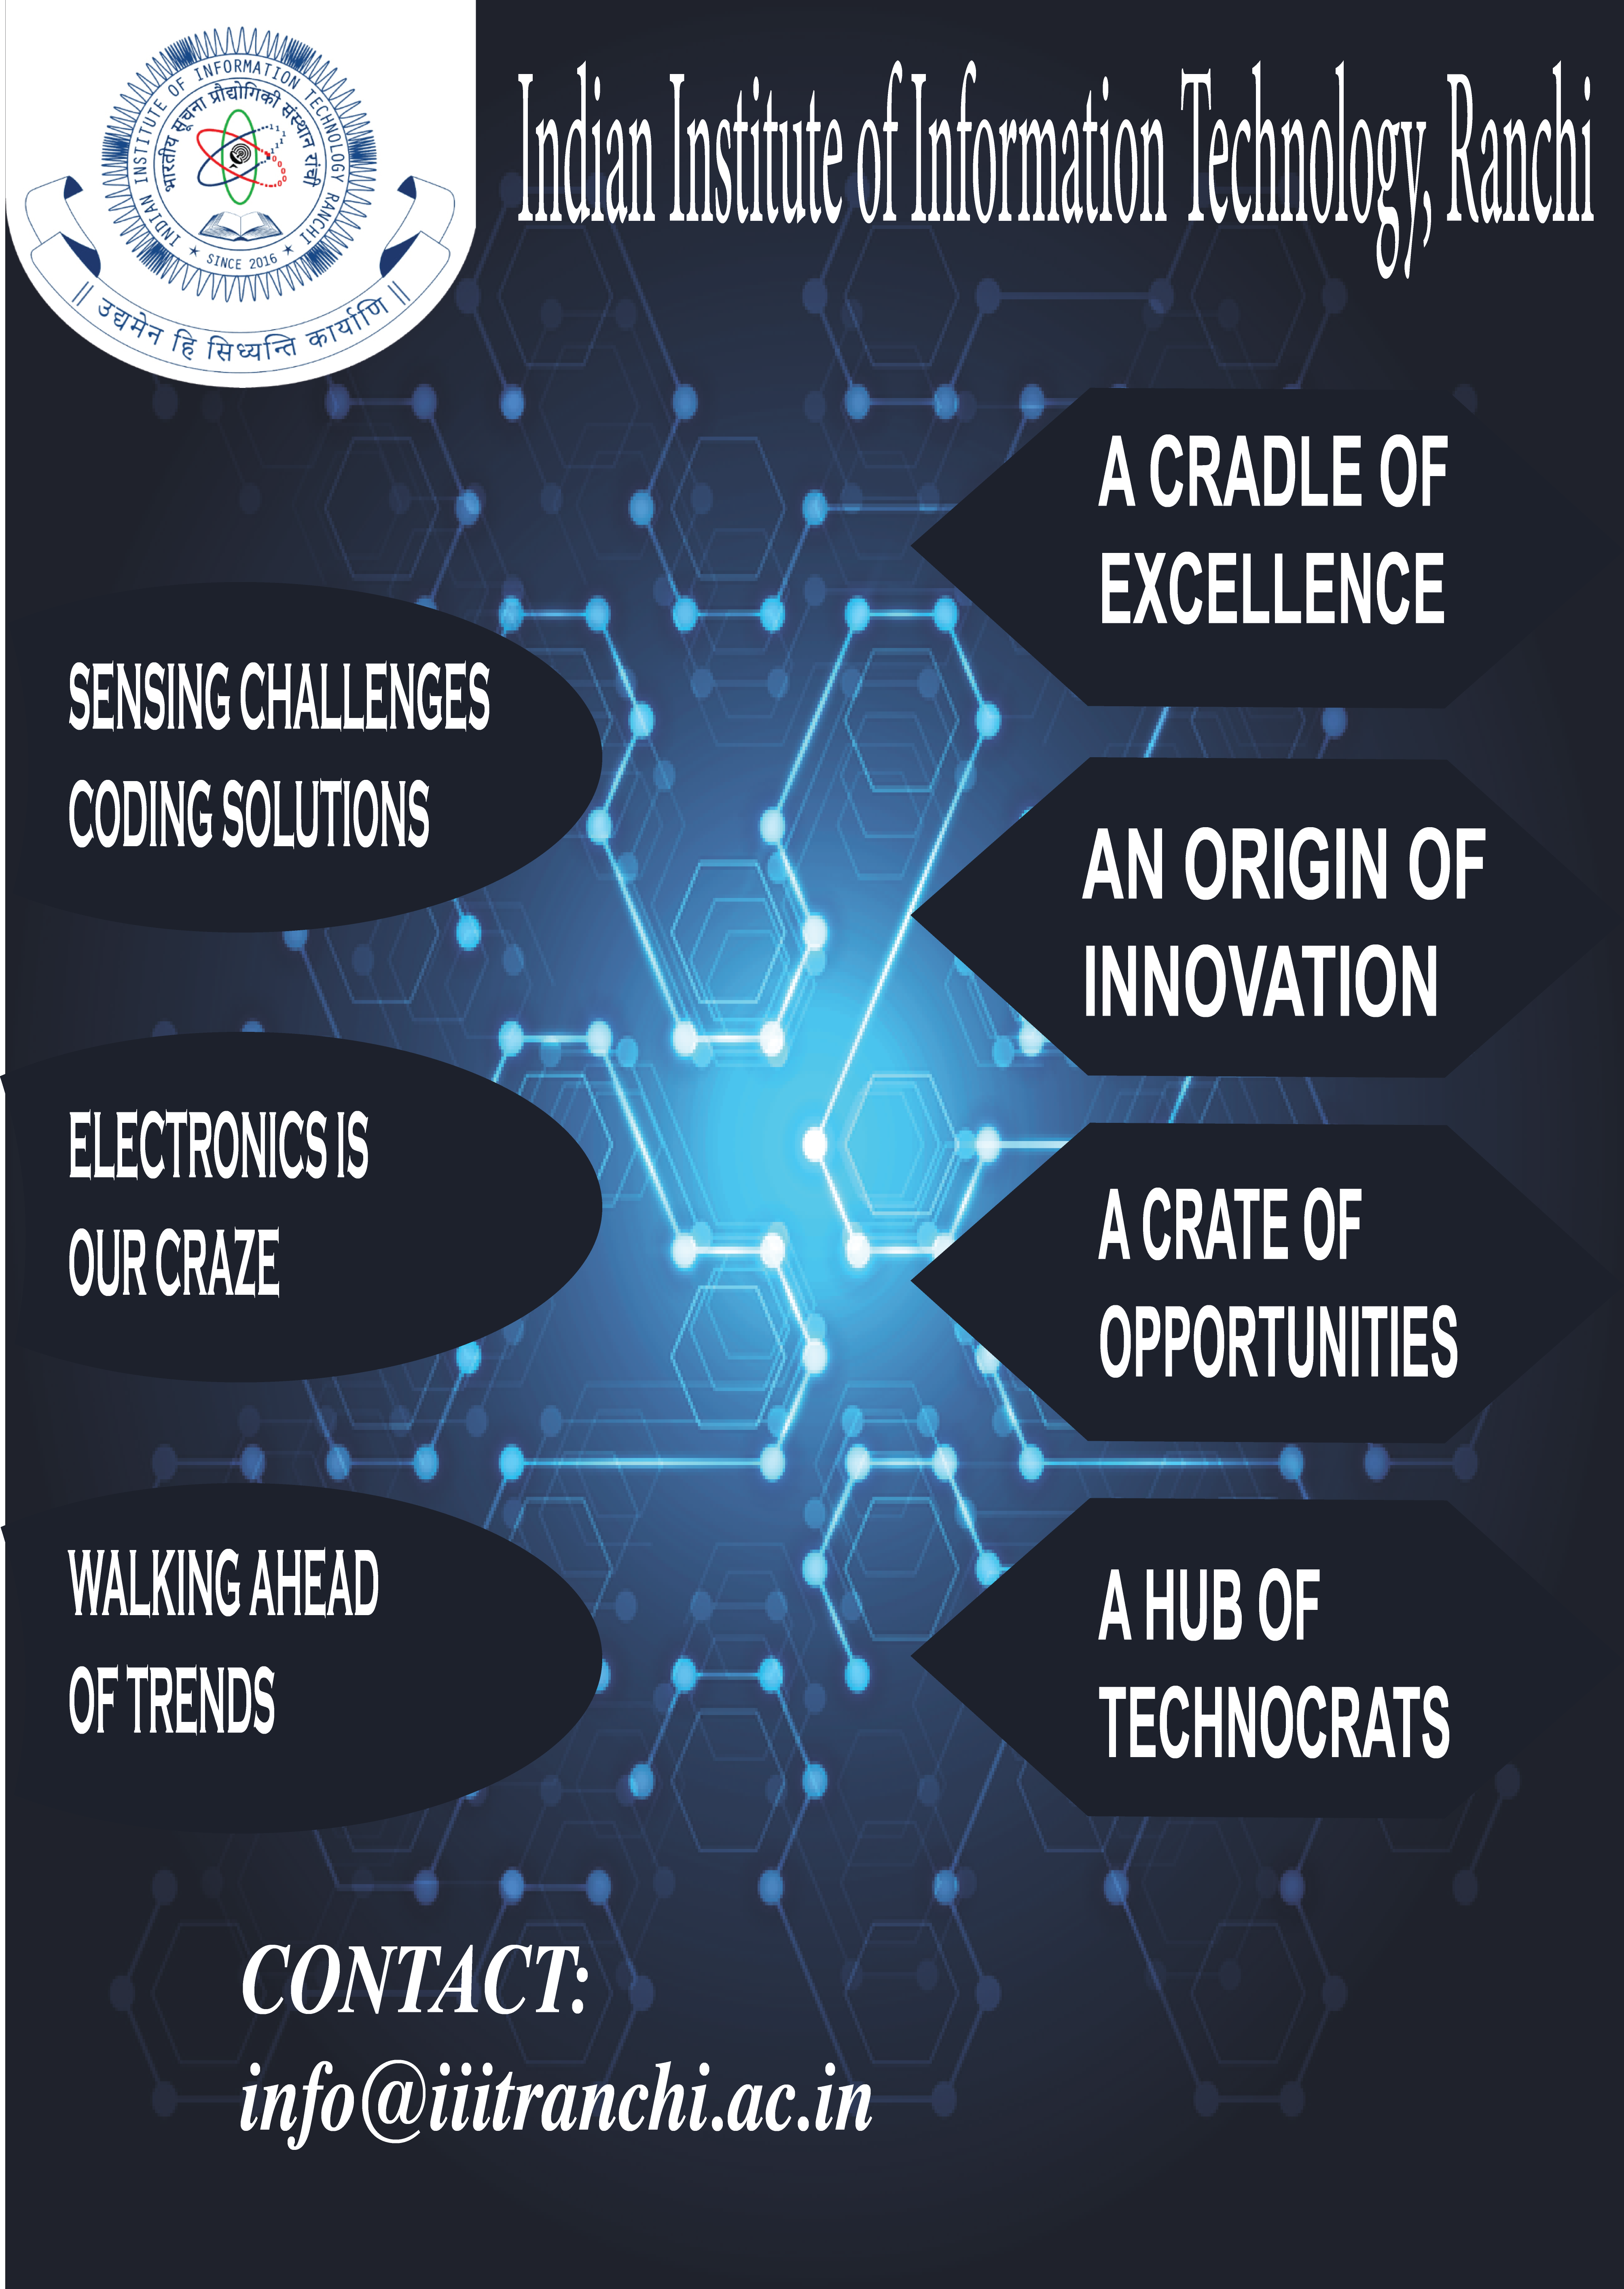 INDIAN INSTITUTE OF INFORMATION TECHNOLOGY RANCHI
भारतीय सूचना प्रौद्योगिकी संस्थान रांची
SINCE 2016
|| उद्यमेन हि सिध्यन्ति कार्याणि ||
Indian Institute of Information Technology, Ranchi
A CRADLE OF
EXCELLENCE
SENSING CHALLENGES
CODING SOLUTIONS
AN ORIGIN OF
INNOVATION
ELECTRONICS IS
OUR CRAZE
A CRATE OF
OPPORTUNITIES
WALKING AHEAD
OF TRENDS
A HUB OF
TECHNOCRATS
CONTACT:
info@iiitranchi.ac.in